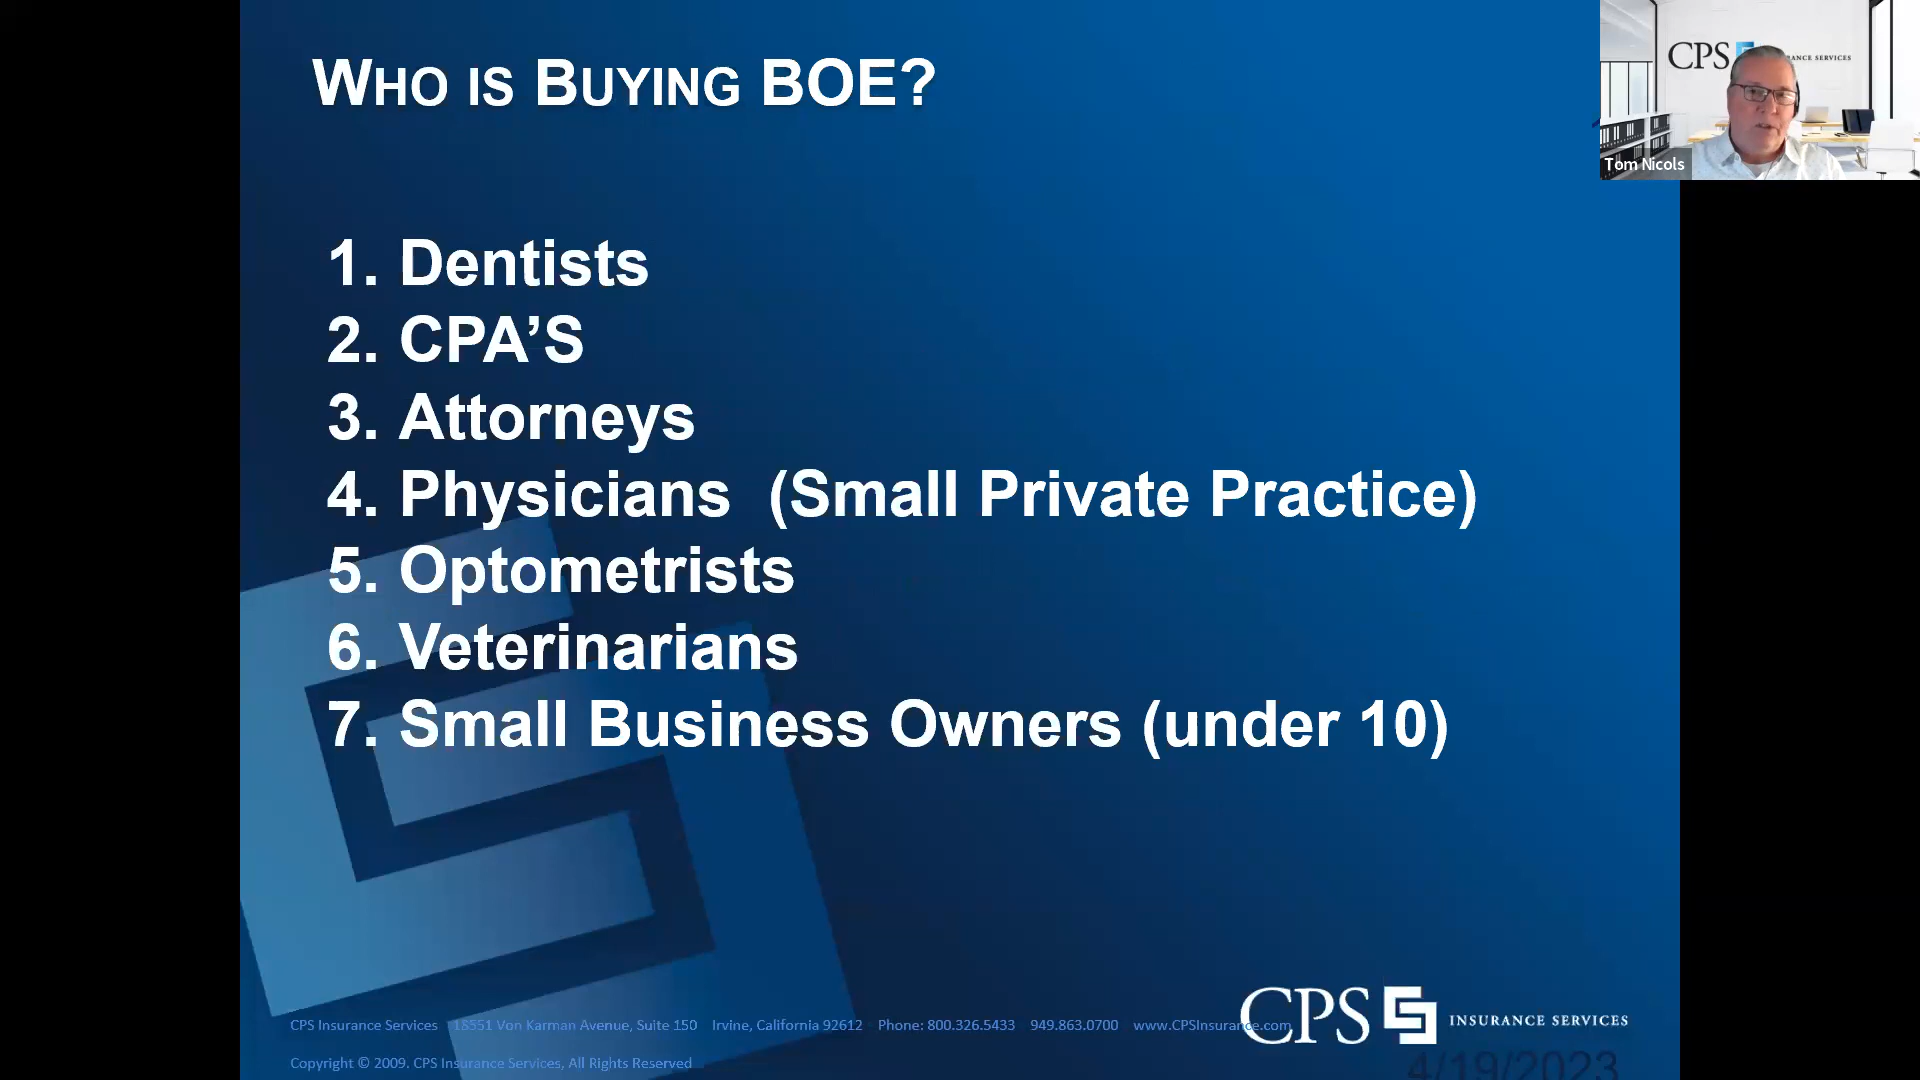 WHO IS BUYING BOE?
CPS
RANCE SERVICES
Tom Nicols
1. Dentists
2. CPA’S
3. Attorneys
4. Physicians (Small Private Practice)
5. Optometrists
6. Veterinarians
7. Small Business Owners (under 10)
CPS Insurance Services 18551 Von Karman Avenue, Suite 150 Irvine, California 92612 Phone: 800.326.5433 949.863.0700 www.CPSInsurance.com
CPS INSURANCE SERVICES
Copyright © 2009. CPS Insurance Services, All Rights Reserved
4/19/2023